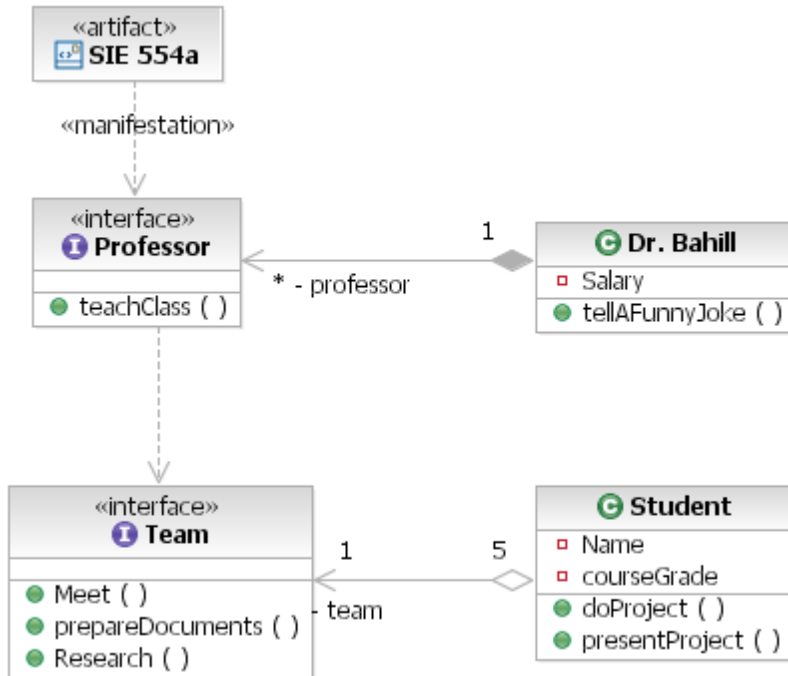 «artifact»
SIE 554a
«manifestation»
«interface»
Professor
teachClass ( )
1
* - professor
Dr. Bahill
Salary
tellAFunnyJoke ( )
«interface»
Team
Meet ( )
prepareDocuments ( )
Research ( )
1
5
- team
Student
Name
courseGrade
doProject ( )
presentProject ( )